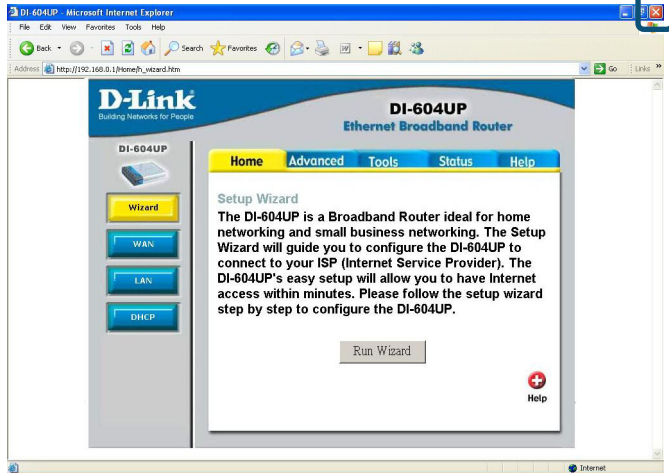 DI-604UP - Microsoft Internet Explorer
File Edit View Favorites Tools Help
Back Search Favorites
Address http://192.168.0.1/Home/h_wizard.htm Go Links »
D-Link
Building Networks for People
DI-604UP
Ethernet Broadband Router
DI-604UP
Home Advanced Tools Status Help
Wizard
WAN
LAN
DHCP
Setup Wizard
The DI-604UP is a Broadband Router ideal for home
networking and small business networking. The Setup
Wizard will guide you to configure the DI-604UP to
connect to your ISP (Internet Service Provider). The
DI-604UP's easy setup will allow you to have Internet
access within minutes. Please follow the setup wizard
step by step to configure the DI-604UP.
Run Wizard
Help
Internet